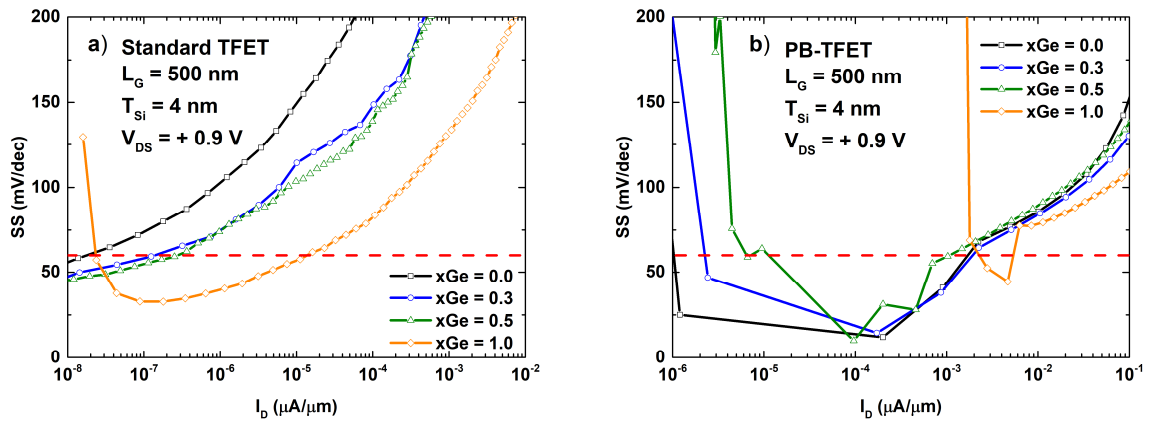 a) Standard TFET
L_G = 500 nm
T_Si = 4 nm
V_DS = + 0.9 V
xGe = 0.0
xGe = 0.3
xGe = 0.5
xGe = 1.0
SS (mV/dec)
200
150
100
50
0
10^-8 10^-7 10^-6 10^-5 10^-4 10^-3 10^-2
I_D (μA/μm)
b) PB-TFET
L_G = 500 nm
T_Si = 4 nm
V_DS = + 0.9 V
xGe = 0.0
xGe = 0.3
xGe = 0.5
xGe = 1.0
SS (mV/dec)
200
150
100
50
0
10^-6 10^-5 10^-4 10^-3 10^-2 10^-1
I_D (μA/μm)